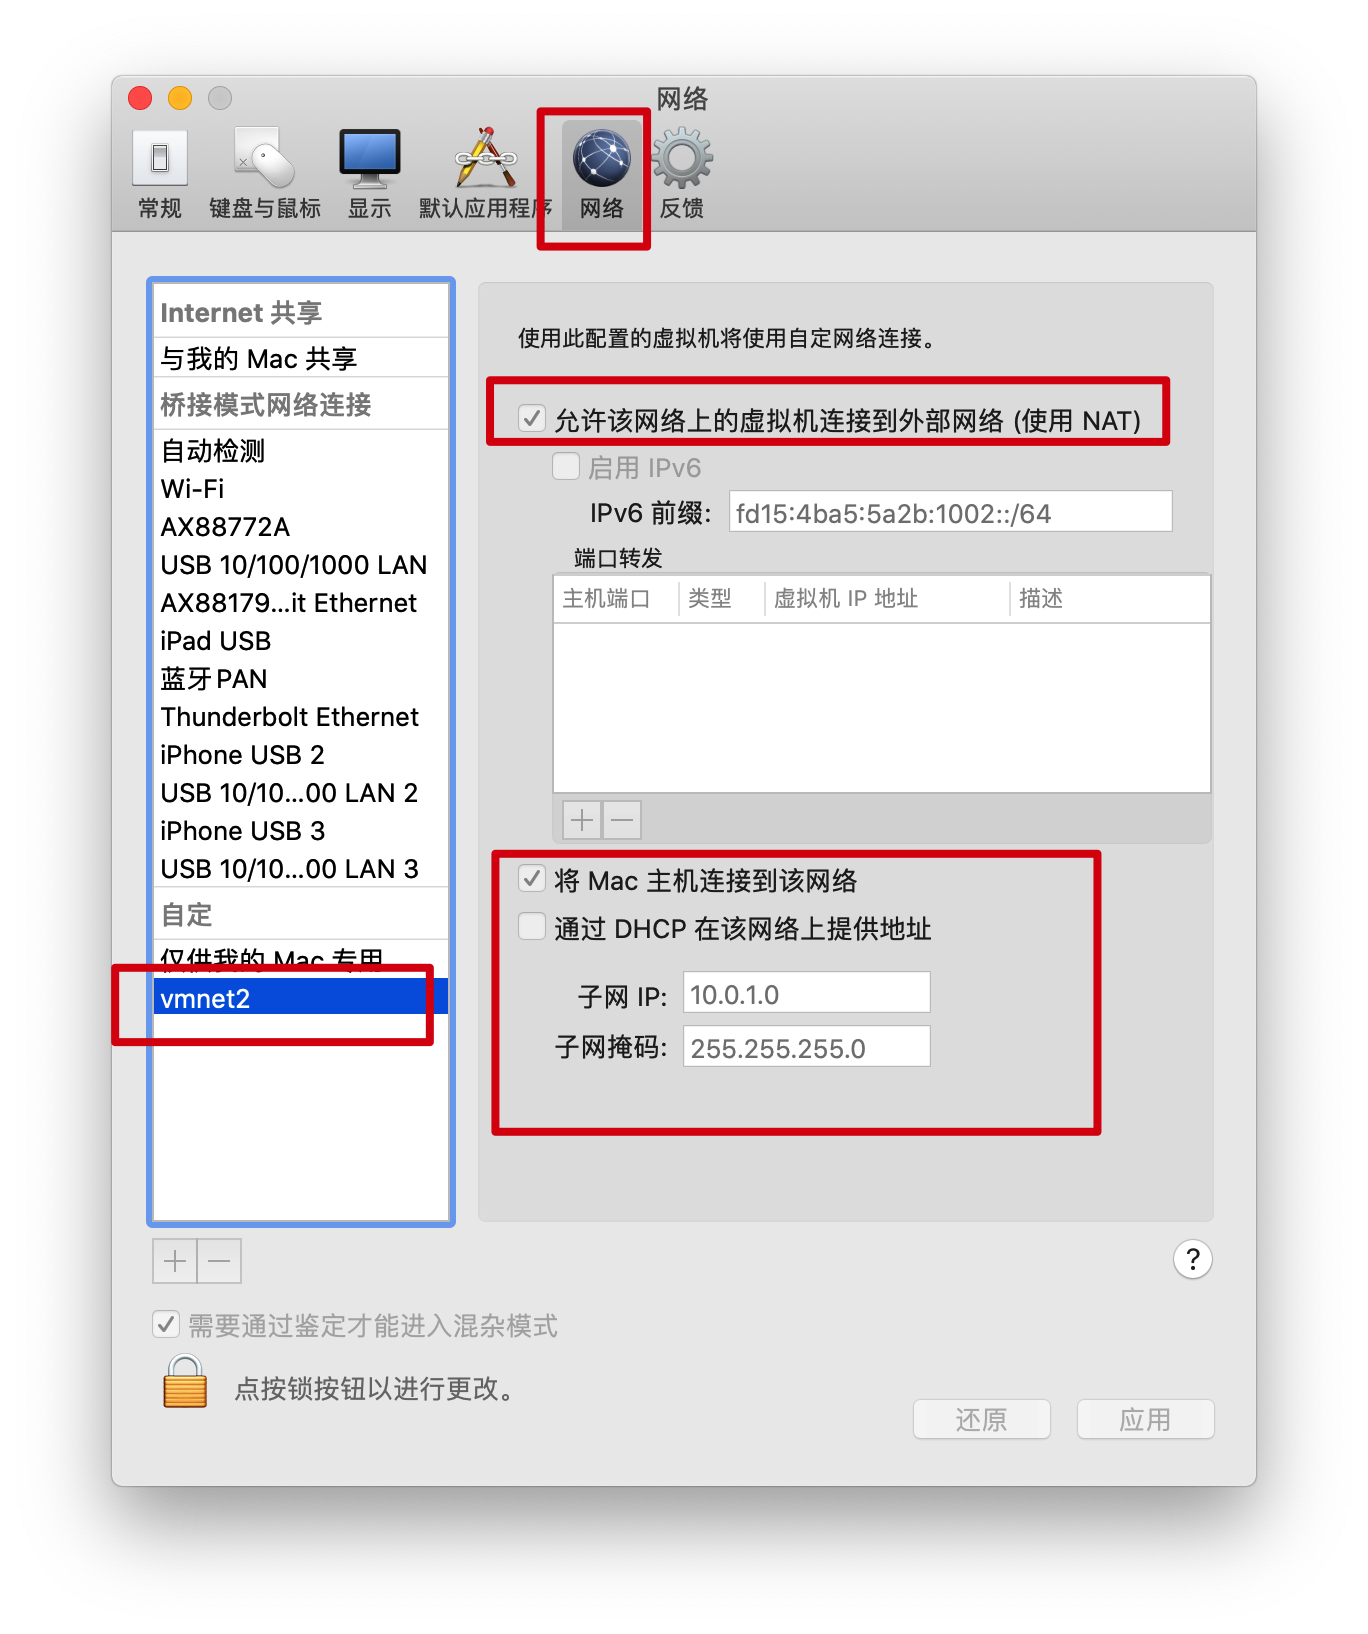 网络
常规
键盘与鼠标
显示
默认应用程序
网络
反馈
Internet 共享
与我的 Mac 共享
桥接模式网络连接
自动检测
Wi-Fi
AX88772A
USB 10/100/1000 LAN
AX88179...it Ethernet
iPad USB
蓝牙 PAN
Thunderbolt Ethernet
iPhone USB 2
USB 10/10...00 LAN 2
iPhone USB 3
USB 10/10...00 LAN 3
自定
仅供我的 Mac 专用
vmnet2
使用此配置的虚拟机将使用自定网络连接。
允许该网络上的虚拟机连接到外部网络 (使用 NAT)
启用 IPv6
IPv6 前缀: fd15:4ba5:5a2b:1002::/64
端口转发
主机端口 类型 虚拟机 IP 地址 描述
将 Mac 主机连接到该网络
通过 DHCP 在该网络上提供地址
子网 IP: 10.0.1.0
子网掩码: 255.255.255.0
?
需要通过鉴定才能进入混杂模式
点按锁按钮以进行更改。
还原
应用